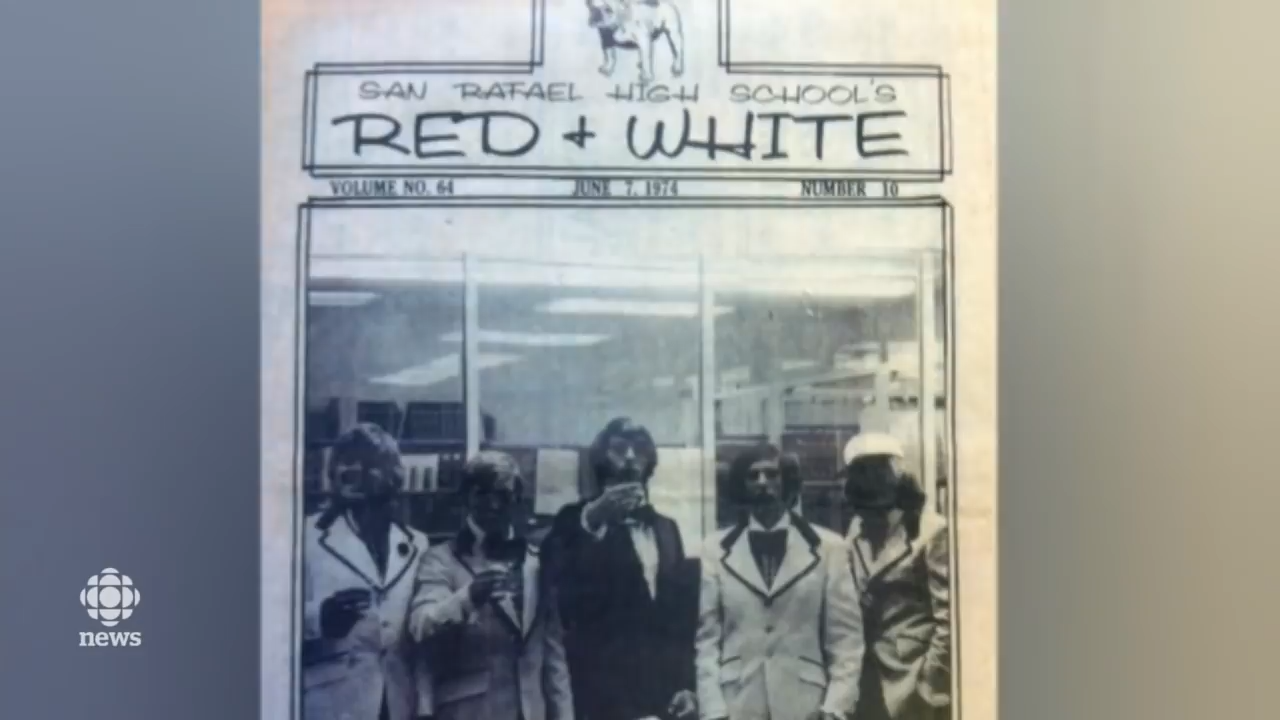 SAN RAFAEL HIGH SCHOOL'S
RED + WHITE
VOLUME NO. 64 JUNE 7, 1974 NUMBER 10
news